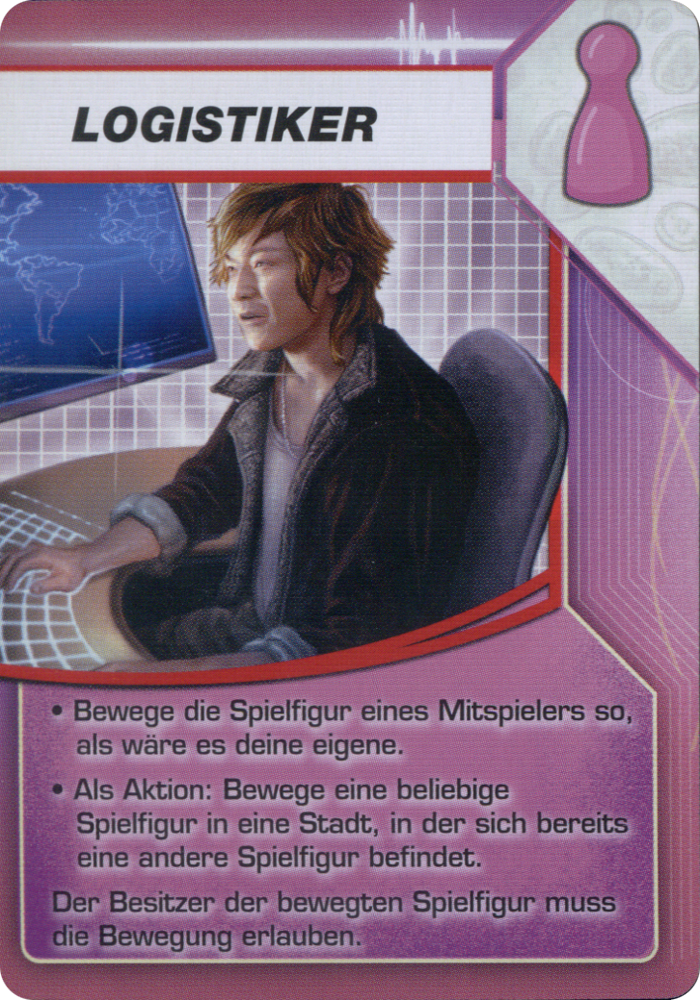 LOGISTIKER
• Bewege die Spielfigur eines Mitspielers so,
als wäre es deine eigene.
• Als Aktion: Bewege eine beliebige
Spielfigur in eine Stadt, in der sich bereits
eine andere Spielfigur befindet.
Der Besitzer der bewegten Spielfigur muss
die Bewegung erlauben.